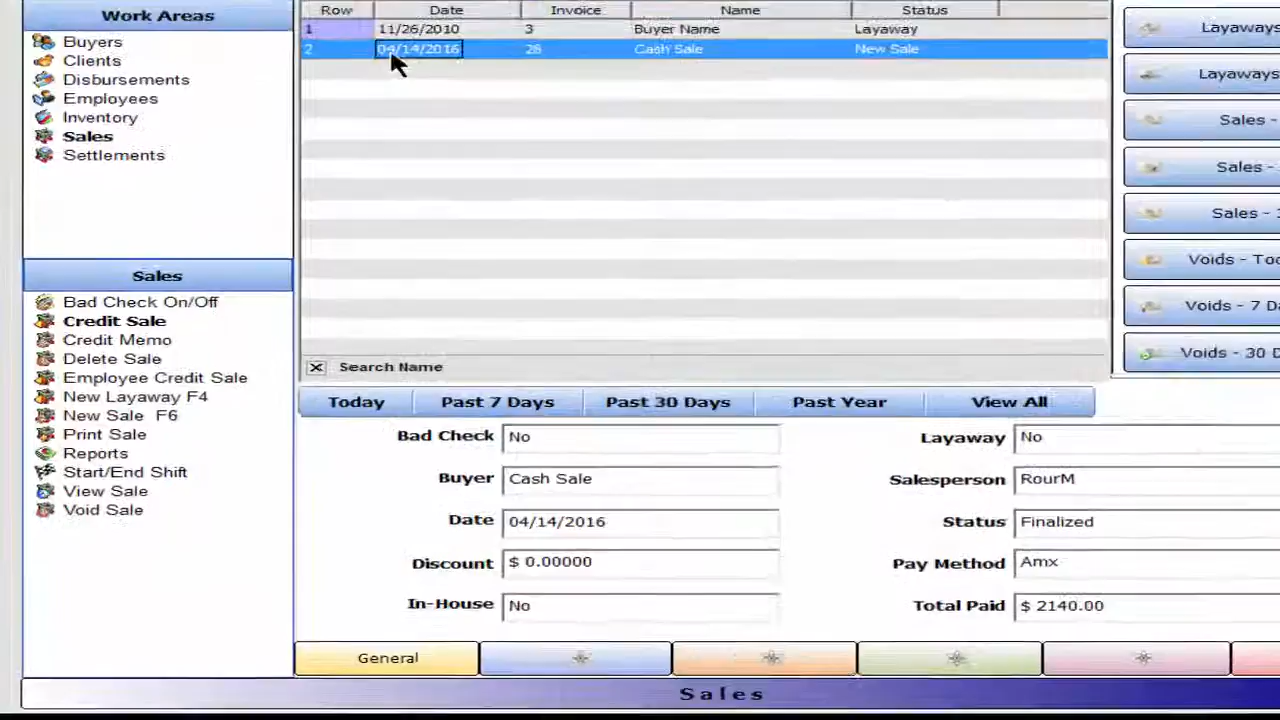 Work Areas
Buyers
Clients
Disbursements
Employees
Inventory
Sales
Settlements
Sales
Bad Check On/Off
Credit Sale
Credit Memo
Delete Sale
Employee Credit Sale
New Layaway F4
New Sale F6
Print Sale
Reports
Start/End Shift
View Sale
Void Sale
Row Date Invoice Name Status
1 11/26/2010 3 Buyer Name Layaway
2 04/14/2016 28 Cash Sale New Sale
Search Name
Today Past 7 Days Past 30 Days Past Year View All
Bad Check No Layaway No
Buyer Cash Sale Salesperson RourM
Date 04/14/2016 Status Finalized
Discount $ 0.00000 Pay Method Amx
In-House No Total Paid $ 2140.00
General
Layaways
Layaways
Sales -
Sales -
Sales -
Voids -
Voids - 7
Voids - 30
Sales